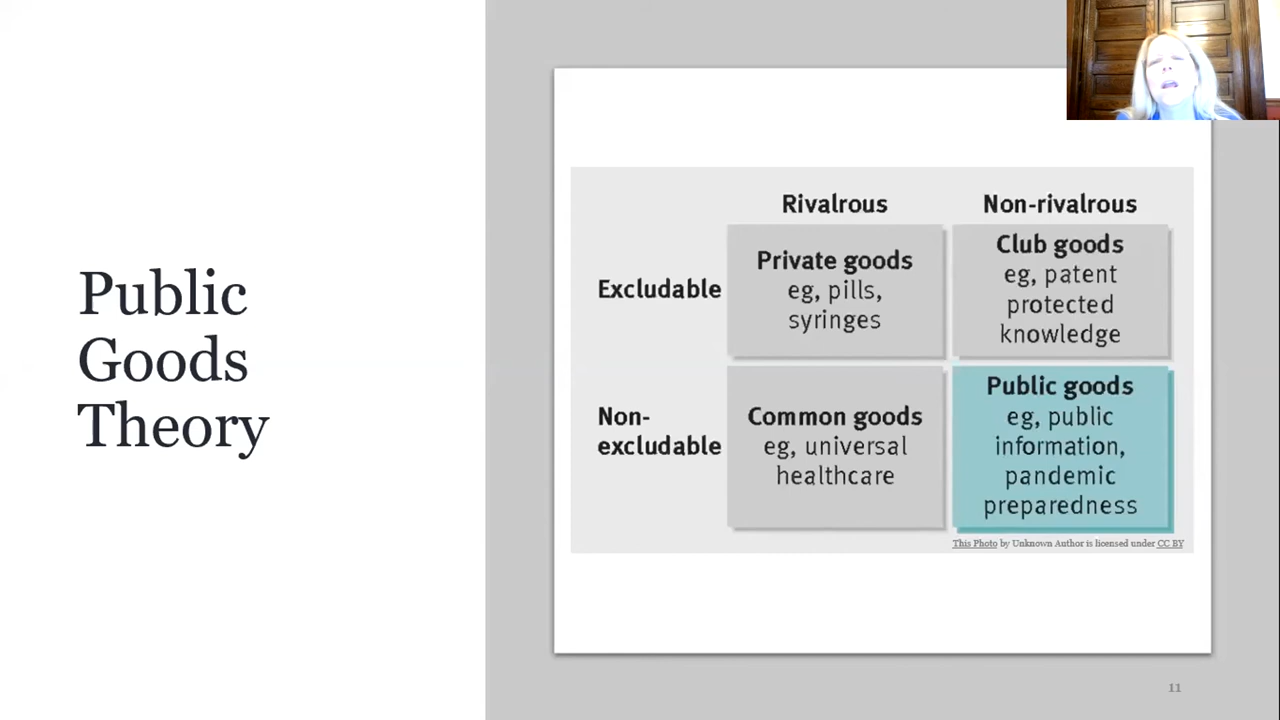 Public
Goods
Theory
Rivalrous
Non-rivalrous
Excludable
Private goods
eg, pills,
syringes
Club goods
eg, patent
protected
knowledge
Non-
excludable
Common goods
eg, universal
healthcare
Public goods
eg, public
information,
pandemic
preparedness
This Photo by Unknown Author is licensed under CC BY
11